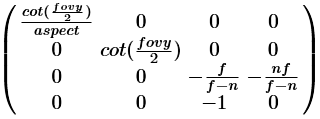 cot(fovy/2)/aspect 0 0 0
0 cot(fovy/2) 0 0
0 0 -f/(f-n) -nf/(f-n)
0 0 -1 0